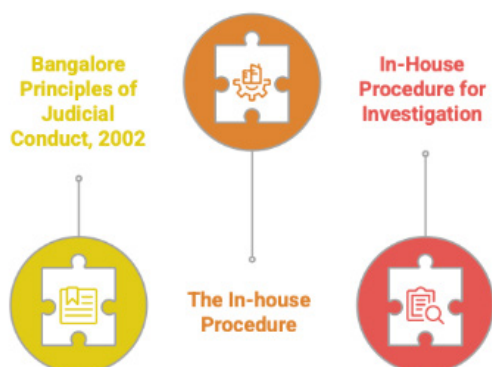 Bangalore
Principles of
Judicial
Conduct, 2002
The In-house
Procedure
In-House
Procedure for
Investigation